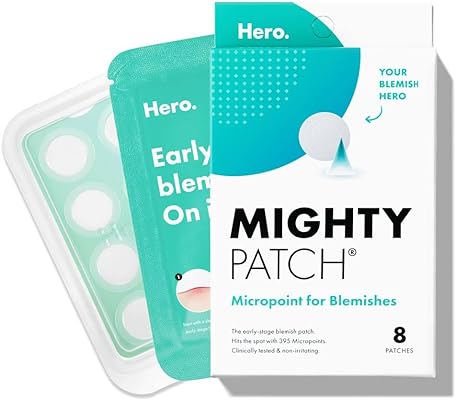 Hero.
YOUR
BLEMISH
HERO
MIGHTY
PATCH®
Micropoint for Blemishes
The early-stage blemish patch.
Hits the spot with 395 Micropoints.
Clinically tested & non-irritating.
8
PATCHES
Hero.
Early
blem
On i
1